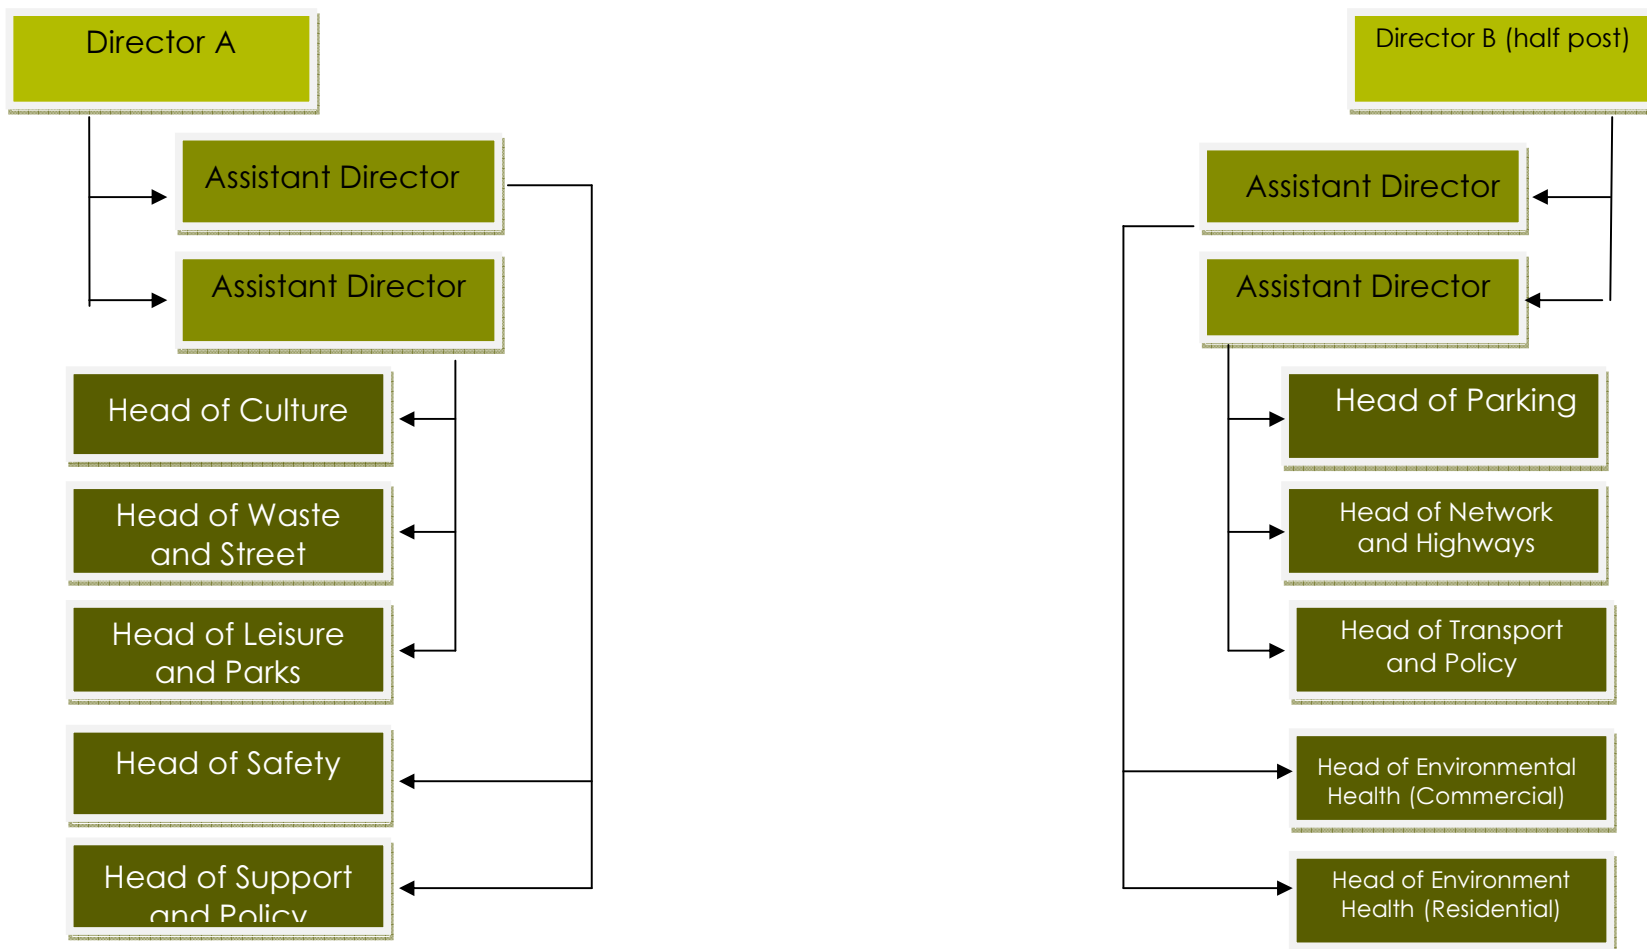 Director A
Assistant Director
Assistant Director
Head of Culture
Head of Waste
and Street
Head of Leisure
and Parks
Head of Safety
Head of Support
and Policy
Director B (half post)
Assistant Director
Assistant Director
Head of Parking
Head of Network
and Highways
Head of Transport
and Policy
Head of Environmental
Health (Commercial)
Head of Environment
Health (Residential)